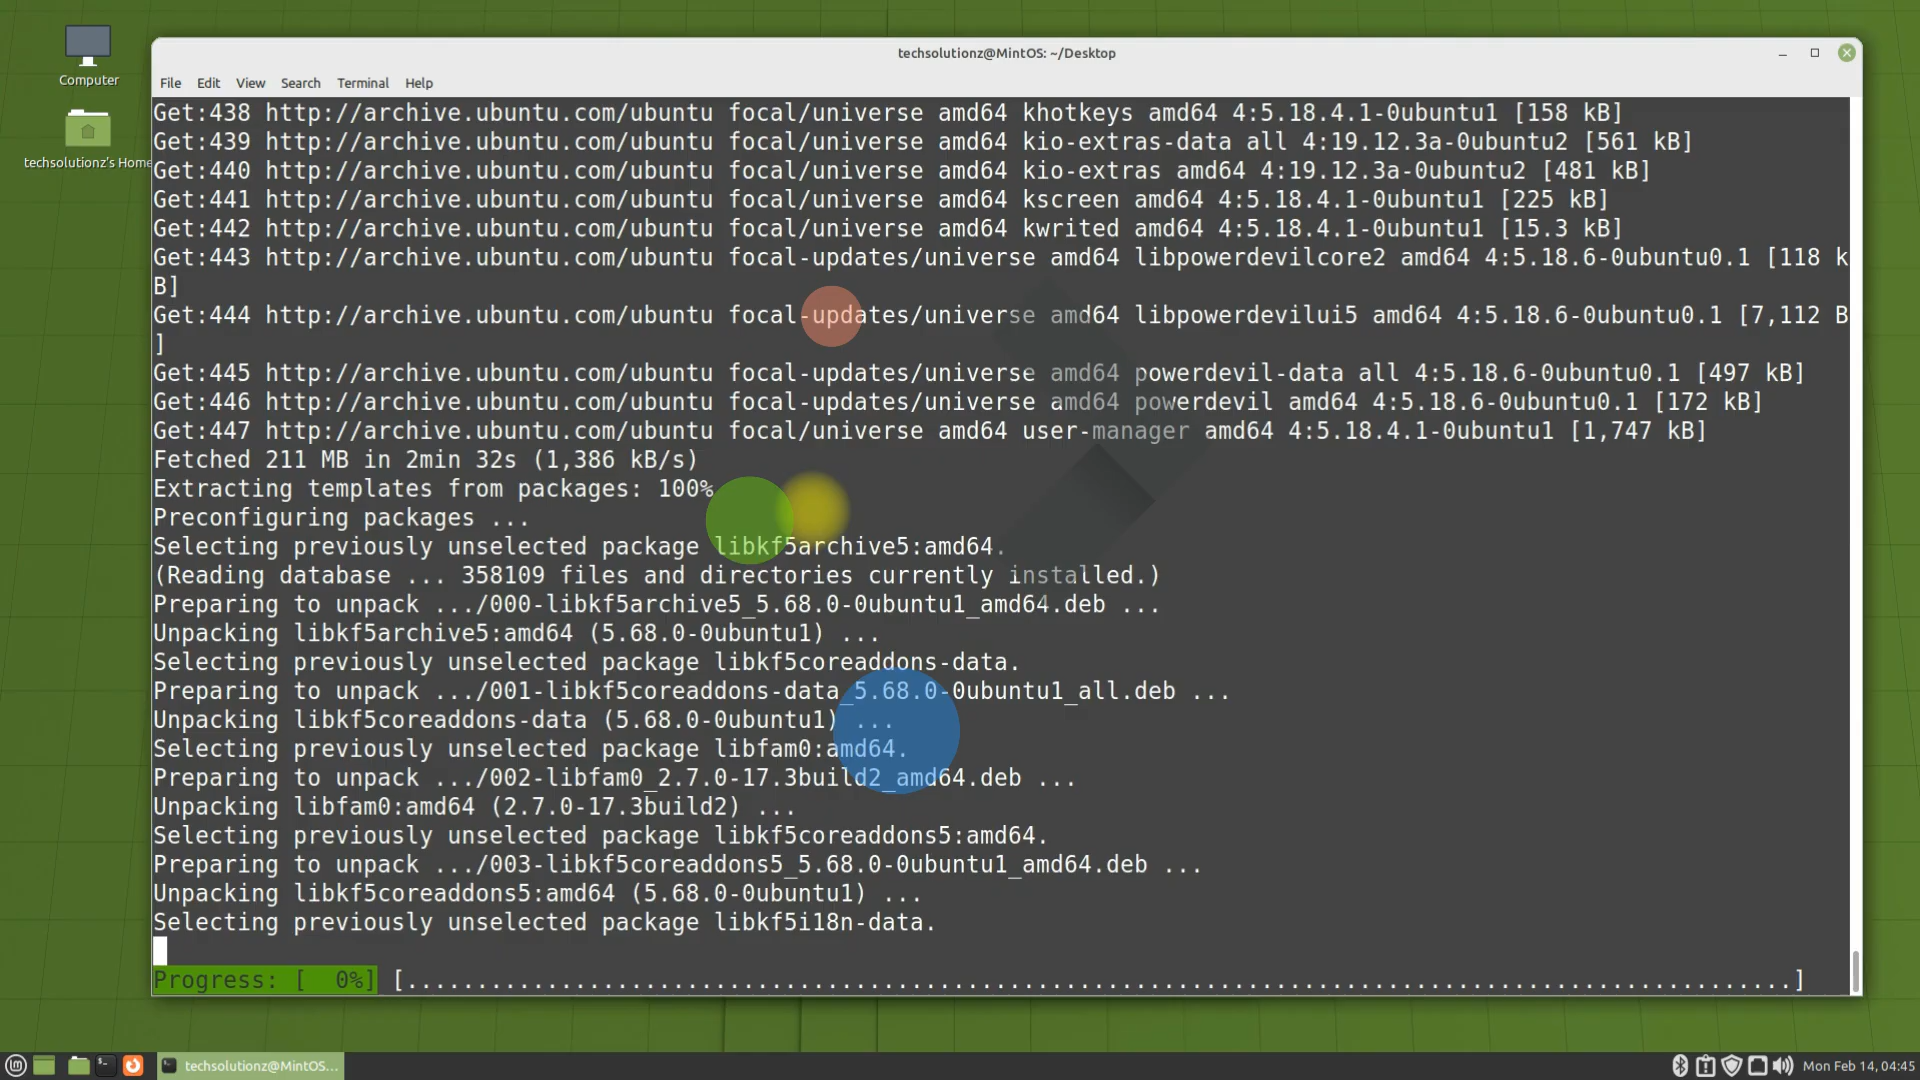 Computer
techsolutionz's Home
techsolutionz@MintOS: ~/Desktop
File Edit View Search Terminal Help
Get:438 http://archive.ubuntu.com/ubuntu focal/universe amd64 khotkeys amd64 4:5.18.4.1-0ubuntu1 [158 kB]
Get:439 http://archive.ubuntu.com/ubuntu focal/universe amd64 kio-extras-data all 4:19.12.3a-0ubuntu2 [561 kB]
Get:440 http://archive.ubuntu.com/ubuntu focal/universe amd64 kio-extras amd64 4:19.12.3a-0ubuntu2 [481 kB]
Get:441 http://archive.ubuntu.com/ubuntu focal/universe amd64 kscreen amd64 4:5.18.4.1-0ubuntu1 [225 kB]
Get:442 http://archive.ubuntu.com/ubuntu focal/universe amd64 kwrited amd64 4:5.18.4.1-0ubuntu1 [15.3 kB]
Get:443 http://archive.ubuntu.com/ubuntu focal-updates/universe amd64 libpowerdevilcore2 amd64 4:5.18.6-0ubuntu0.1 [118 k
B]
Get:444 http://archive.ubuntu.com/ubuntu focal-updates/universe amd64 libpowerdevilui5 amd64 4:5.18.6-0ubuntu0.1 [7,112 B
]
Get:445 http://archive.ubuntu.com/ubuntu focal-updates/universe amd64 powerdevil-data all 4:5.18.6-0ubuntu0.1 [497 kB]
Get:446 http://archive.ubuntu.com/ubuntu focal-updates/universe amd64 powerdevil amd64 4:5.18.6-0ubuntu0.1 [172 kB]
Get:447 http://archive.ubuntu.com/ubuntu focal/universe amd64 user-manager amd64 4:5.18.4.1-0ubuntu1 [1,747 kB]
Fetched 211 MB in 2min 32s (1,386 kB/s)
Extracting templates from packages: 100%
Preconfiguring packages ...
Selecting previously unselected package libkf5archive5:amd64.
(Reading database ... 358109 files and directories currently installed.)
Preparing to unpack .../000-libkf5archive5_5.68.0-0ubuntu1_amd64.deb ...
Unpacking libkf5archive5:amd64 (5.68.0-0ubuntu1) ...
Selecting previously unselected package libkf5coreaddons-data.
Preparing to unpack .../001-libkf5coreaddons-data_5.68.0-0ubuntu1_all.deb ...
Unpacking libkf5coreaddons-data (5.68.0-0ubuntu1) ...
Selecting previously unselected package libfam0:amd64.
Preparing to unpack .../002-libfam0_2.7.0-17.3build2_amd64.deb ...
Unpacking libfam0:amd64 (2.7.0-17.3build2) ...
Selecting previously unselected package libkf5coreaddons5:amd64.
Preparing to unpack .../003-libkf5coreaddons5_5.68.0-0ubuntu1_amd64.deb ...
Unpacking libkf5coreaddons5:amd64 (5.68.0-0ubuntu1) ...
Selecting previously unselected package libkf5i18n-data.
Progress: [  0%] [...................................................................................................]
techsolutionz@MintOS... Mon Feb 14, 04:45